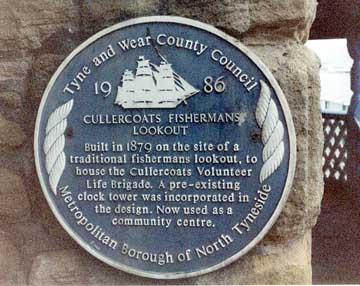 Tyne and Wear County Council
1986
CULLERCOATS FISHERMANS
LOOKOUT
Built in 1879 on the site of a
traditional fishermans lookout, to
house the Cullercoats Volunteer
Life Brigade. A pre-existing
clock tower was incorporated in
the design. Now used as a
community centre.
Metropolitan Borough of North Tyneside